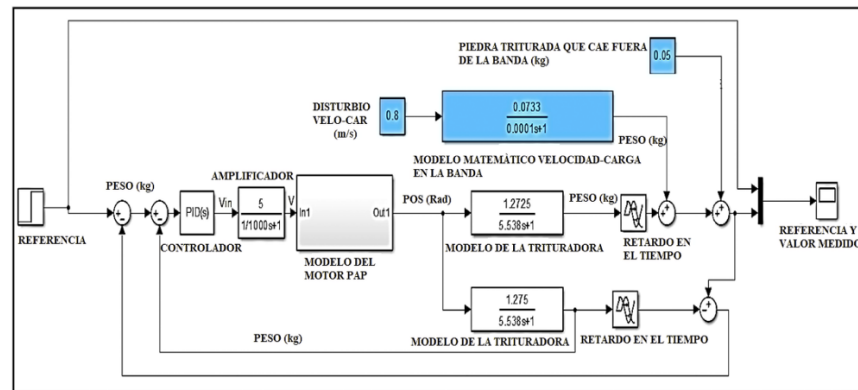 PIEDRA TRITURADA QUE CAE FUERA
DE LA BANDA (kg)
0.05
DISTURBIO
VELO-CAR
(m/s)
0.8
0.0733
0.0001s+1
PESO (kg)
MODELO MATEMÀTICO VELOCIDAD-CARGA
EN LA BANDA
REFERENCIA
PESO (kg)
PID(s)
CONTROLADOR
Vin
AMPLIFICADOR
5
1/1000s+1
V
In1
Out1
MODELO DEL
MOTOR PAP
POS (Rad)
1.2725
5.538s+1
MODELO DE LA TRITURADORA
PESO (kg)
RETARDO EN
EL TIEMPO
REFERENCIA Y
VALOR MEDIDO
1.275
5.538s+1
MODELO DE LA TRITURADORA
RETARDO EN EL TIEMPO
PESO (kg)